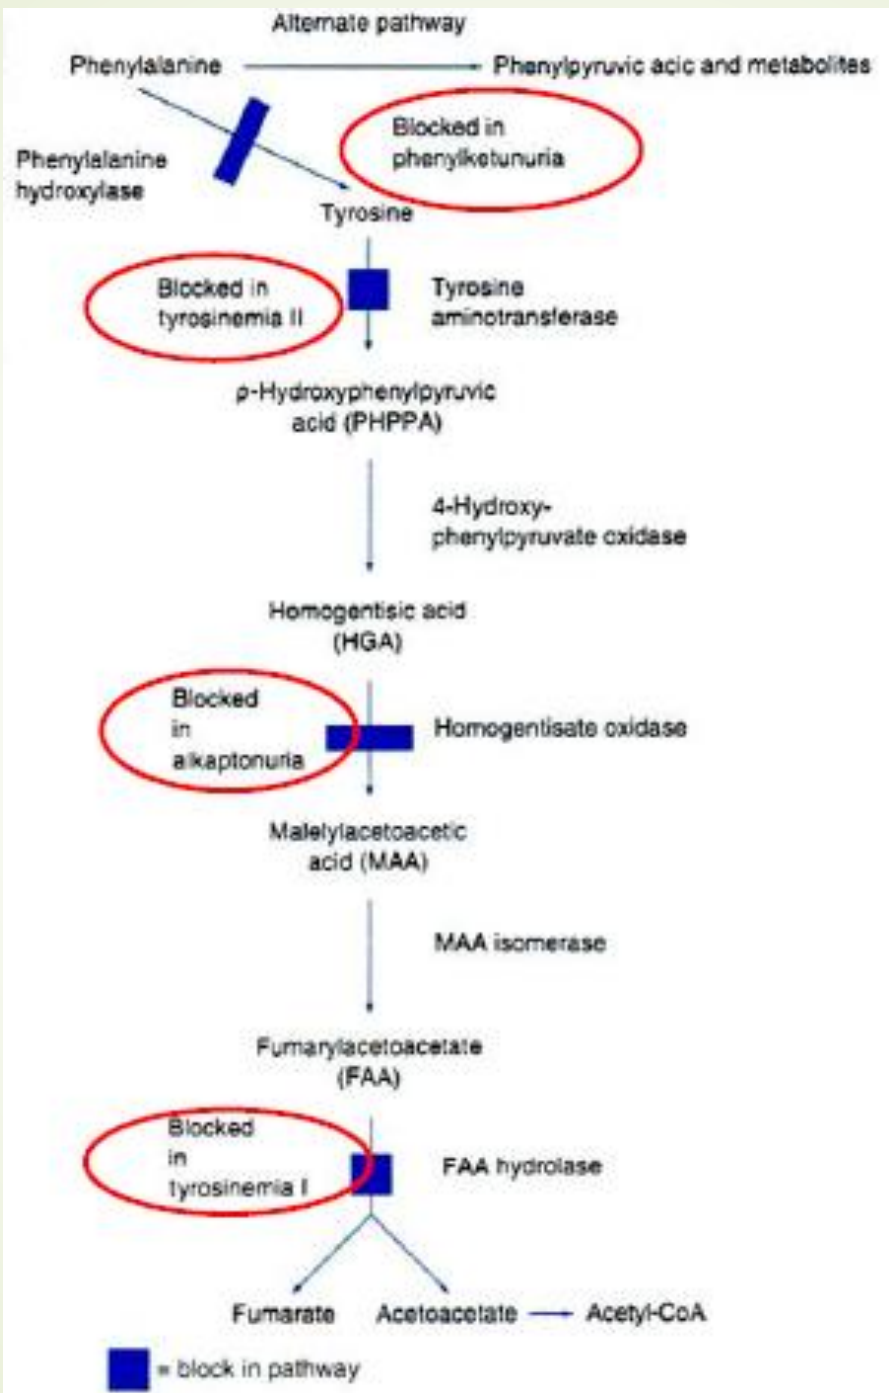 Alternate pathway
Phenylalanine
Phenylpyruvic acic and metabolites
Blocked in
phenylketunuria
Phenylalanine
hydroxylase
Tyrosine
Blocked in
tyrosinemia II
Tyrosine
aminotransferase
p-Hydroxyphenylpyruvic
acid (PHPPA)
4-Hydroxy-
phenylpyruvate oxidase
Homogentisic acid
(HGA)
Blocked
in
alkaptonuria
Homogentisate oxidase
Malelylacetoacetic
acid (MAA)
MAA isomerase
Fumarylacetoacetate
(FAA)
Blocked
in
tyrosinemia I
FAA hydrolase
Fumarate
Acetoacetate
Acetyl-CoA
= block in pathway